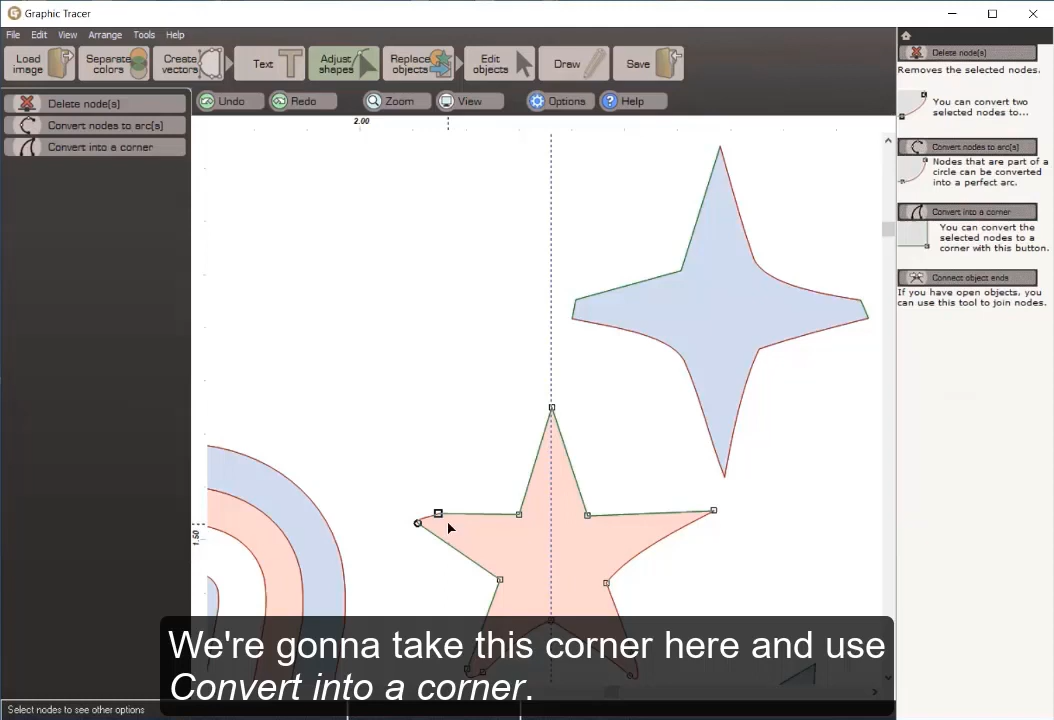 Graphic Tracer
File Edit View Arrange Tools Help
Load image
Separate colors
Create vectors
Text
Adjust shapes
Replace objects
Edit objects
Draw
Save
Delete node(s)
Convert nodes to arc(s)
Convert into a corner
Undo
Redo
Zoom
View
Options
Help
2.00
1.50
Delete node(s)
Removes the selected nodes.
You can convert two
selected nodes to...
Convert nodes to arc(s)
Nodes that are part of a
circle can be converted
into a perfect arc.
Convert into a corner
You can convert the
selected nodes to a
corner with this button.
Connect object ends
If you have open objects, you
can use this tool to join nodes.
We're gonna take this corner here and use
Convert into a corner.
Select nodes to see other options